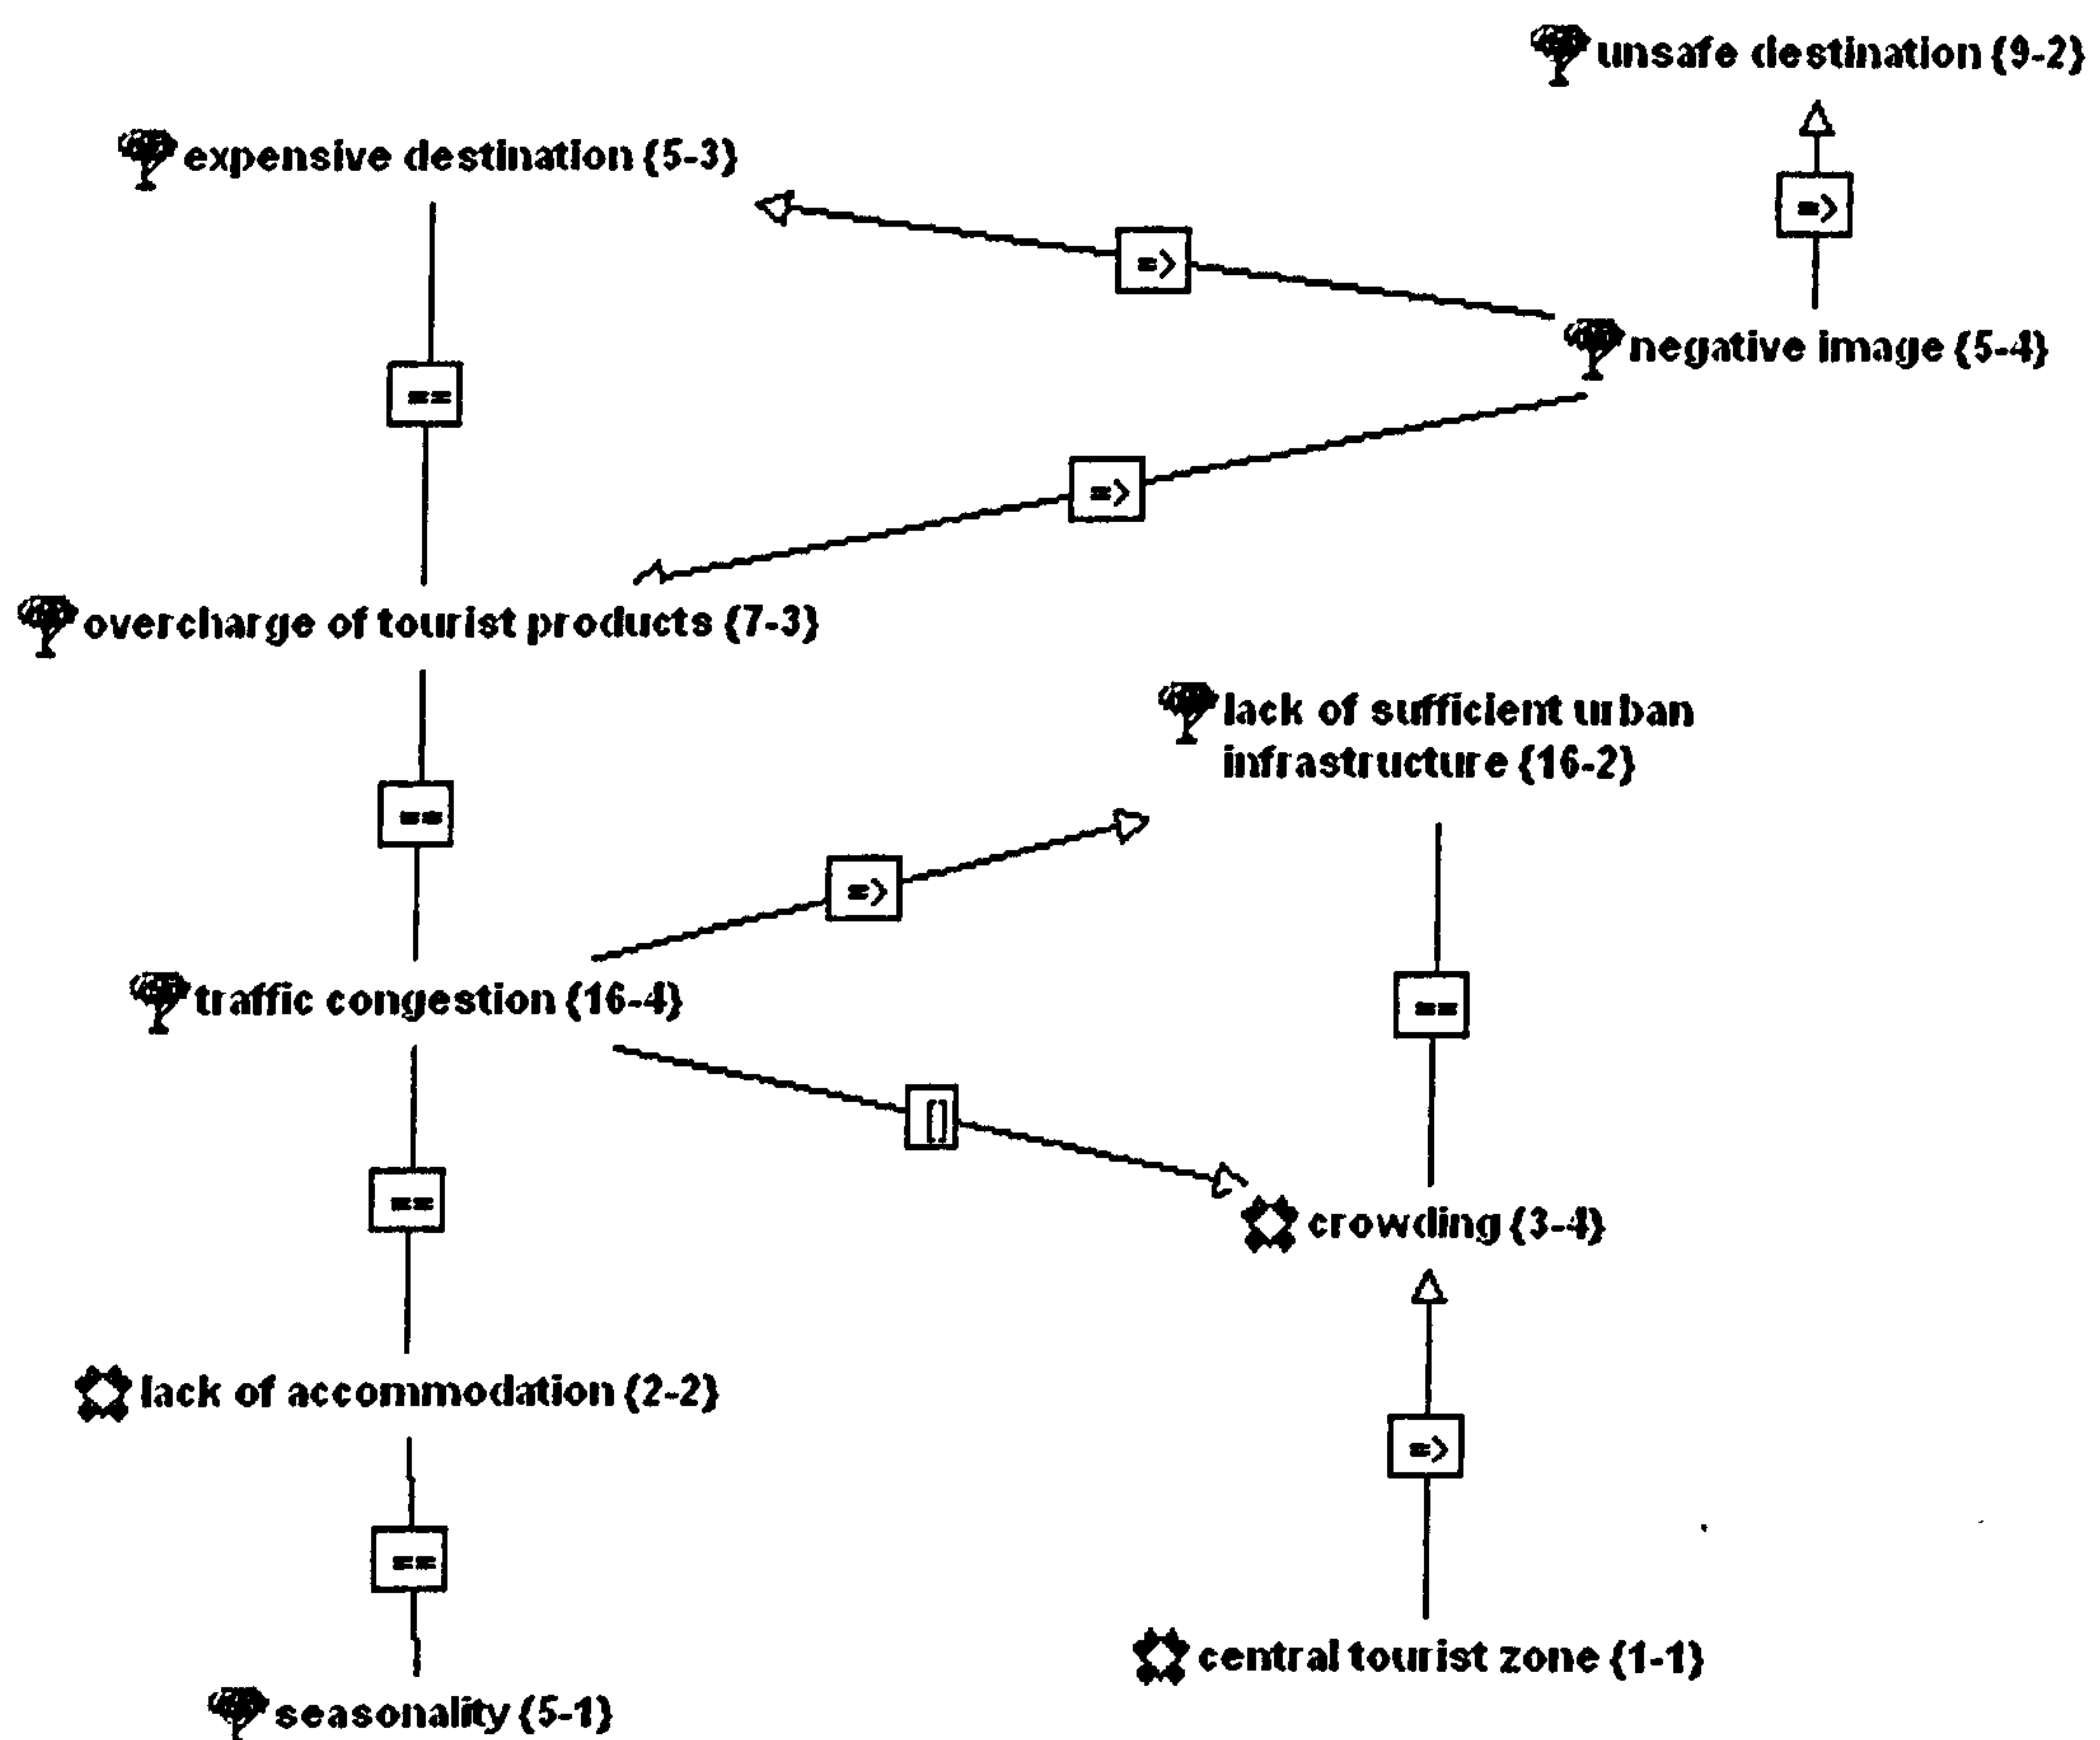 unsafe destination {9-2}
expensive destination {5-3}
=>
=>
negative image {5-4}
==
=>
overcharge of tourist products {7-3}
lack of sufficient urban
infrastructure {16-2}
==
=>
traffic congestion {16-4}
==
[]
==
crowding {3-4}
lack of accommodation {2-2}
=>
==
central tourist zone {1-1}
seasonality {5-1}